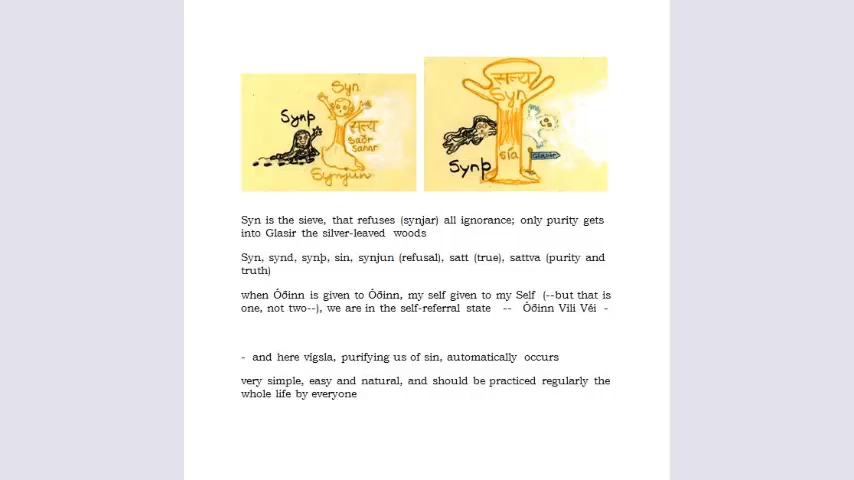 Syn
Synþ
सत्य
Saðr
Sannr
Synjun
सत्य
Syn
Synþ
sía
Glasir
Syn is the sieve, that refuses (synjar) all ignorance; only purity gets
into Glasir the silver-leaved woods
Syn, synd, synþ, sin, synjun (refusal), satt (true), sattva (purity and
truth)
when Óðinn is given to Óðinn, my self given to my Self (--but that is
one, not two--), we are in the self-referral state -- Óðinn Vili Véi -
- and here vigsla, purifying us of sin, automatically occurs
very simple, easy and natural, and should be practiced regularly the
whole life by everyone